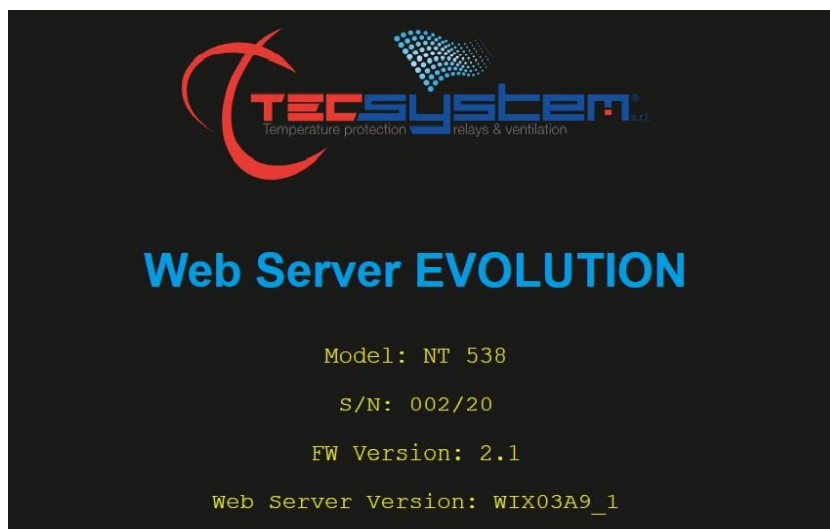 TECSYSTEM® s.r.l.
Temperature protection relays & ventilation
Web Server EVOLUTION
Model: NT 538
S/N: 002/20
FW Version: 2.1
Web Server Version: WIX03A9_1